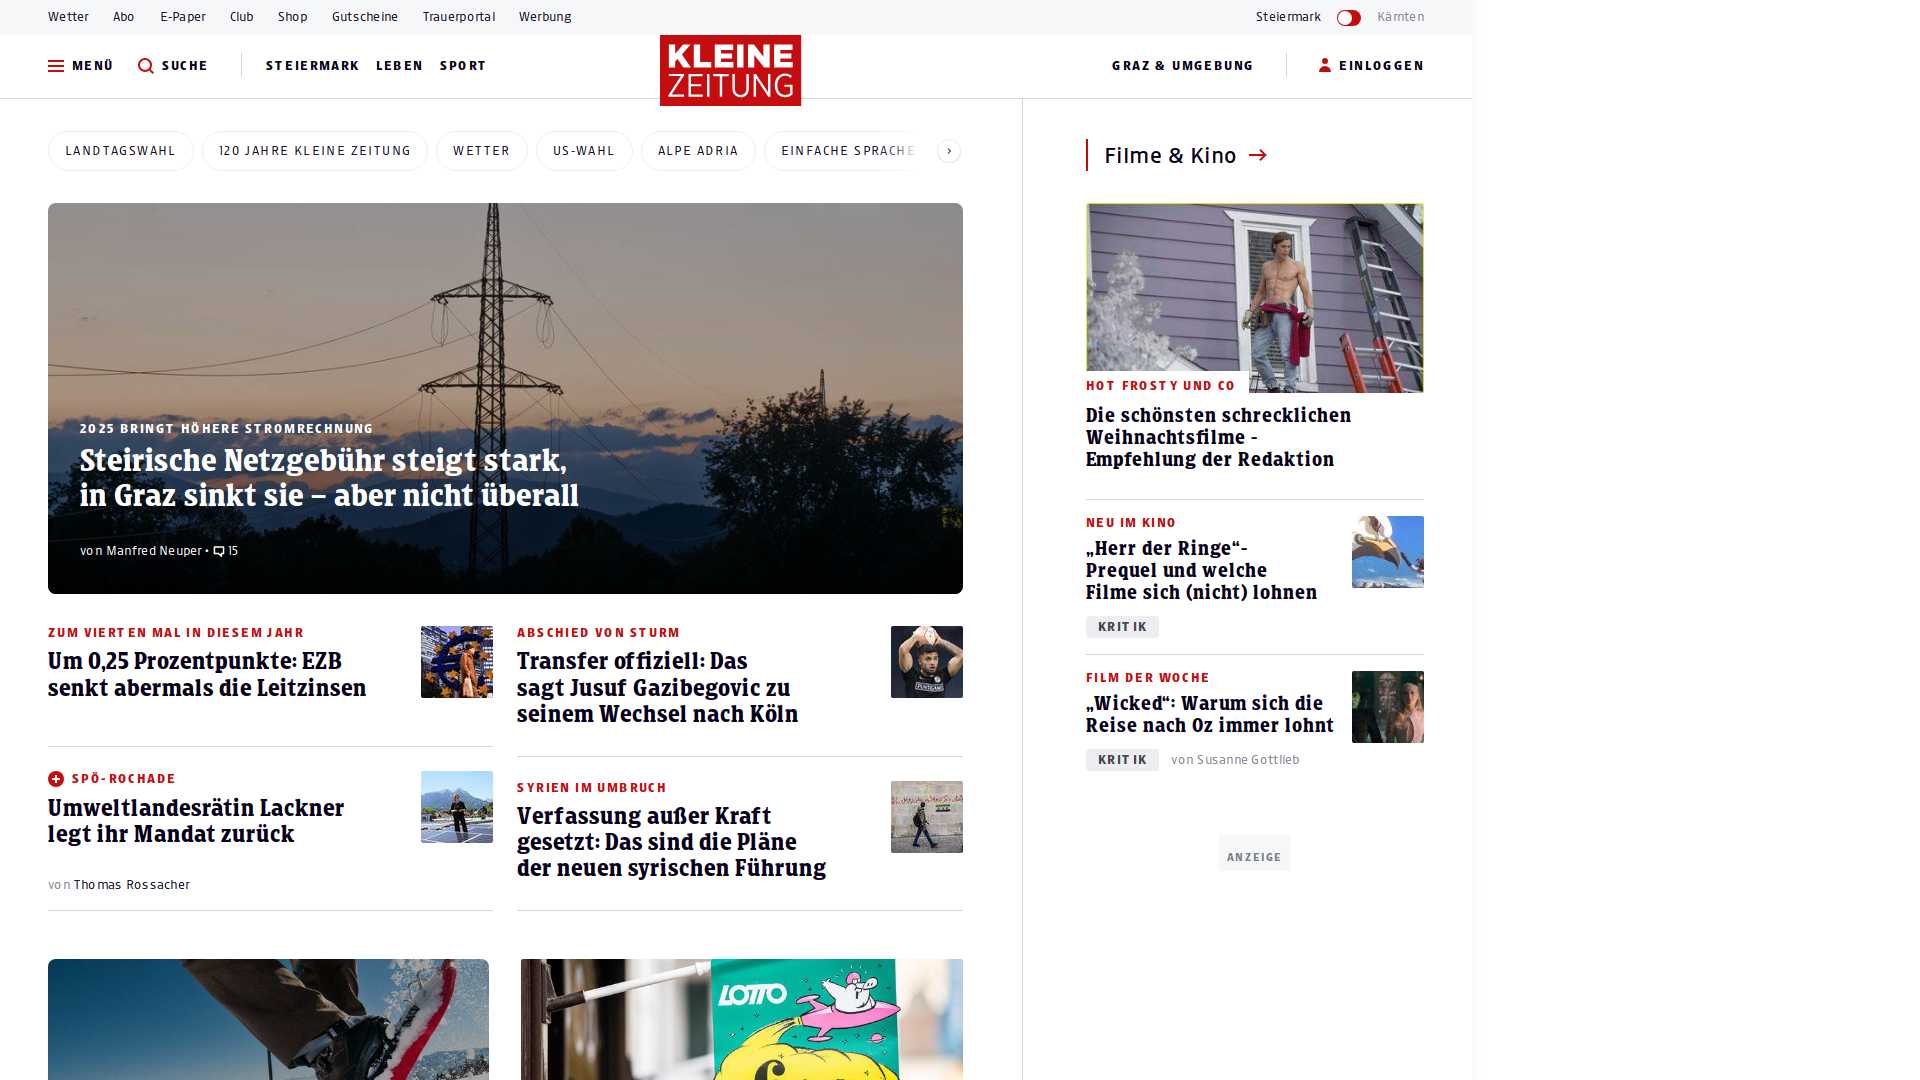 Wetter Abo E-Paper Club Shop Gutscheine Trauerportal Werbung
Steiermark Kärnten
MENÜ SUCHE STEIERMARK LEBEN SPORT
KLEINE
ZEITUNG
GRAZ & UMGEBUNG EINLOGGEN
LANDTAGSWAHL 120 JAHRE KLEINE ZEITUNG WETTER US-WAHL ALPE ADRIA EINFACHE SPRACHE
2025 BRINGT HÖHERE STROMRECHNUNG
Steirische Netzgebühr steigt stark,
in Graz sinkt sie – aber nicht überall
von Manfred Neuper • 15
ZUM VIERTEN MAL IN DIESEM JAHR
Um 0,25 Prozentpunkte: EZB
senkt abermals die Leitzinsen
SPÖ-ROCHADE
Umweltlandesrätin Lackner
legt ihr Mandat zurück
von Thomas Rossacher
ABSCHIED VON STURM
Transfer offiziell: Das
sagt Jusuf Gazibegovic zu
seinem Wechsel nach Köln
SYRIEN IM UMBRUCH
Verfassung außer Kraft
gesetzt: Das sind die Pläne
der neuen syrischen Führung
LOTTO
Filme & Kino
HOT FROSTY UND CO
Die schönsten schrecklichen
Weihnachtsfilme -
Empfehlung der Redaktion
NEU IM KINO
„Herr der Ringe“-
Prequel und welche
Filme sich (nicht) lohnen
KRITIK
FILM DER WOCHE
„Wicked“: Warum sich die
Reise nach Oz immer lohnt
KRITIK von Susanne Gottlieb
ANZEIGE